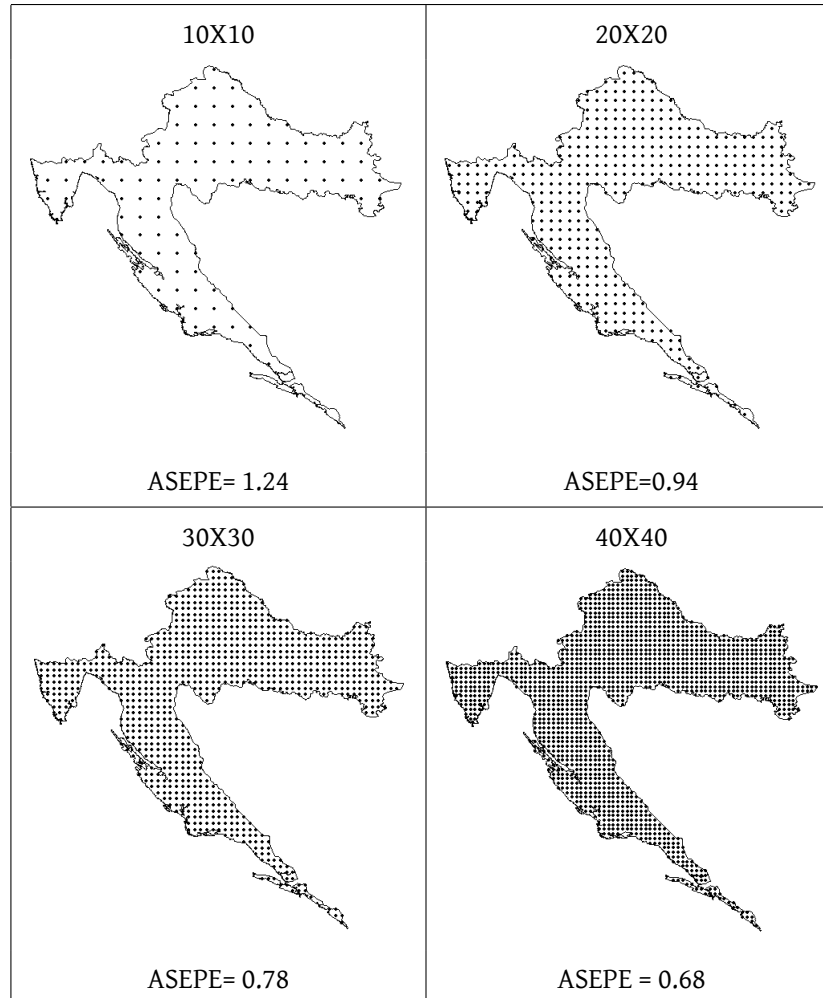 10X10
20X20
ASEPE= 1.24
ASEPE=0.94
30X30
40X40
ASEPE= 0.78
ASEPE = 0.68